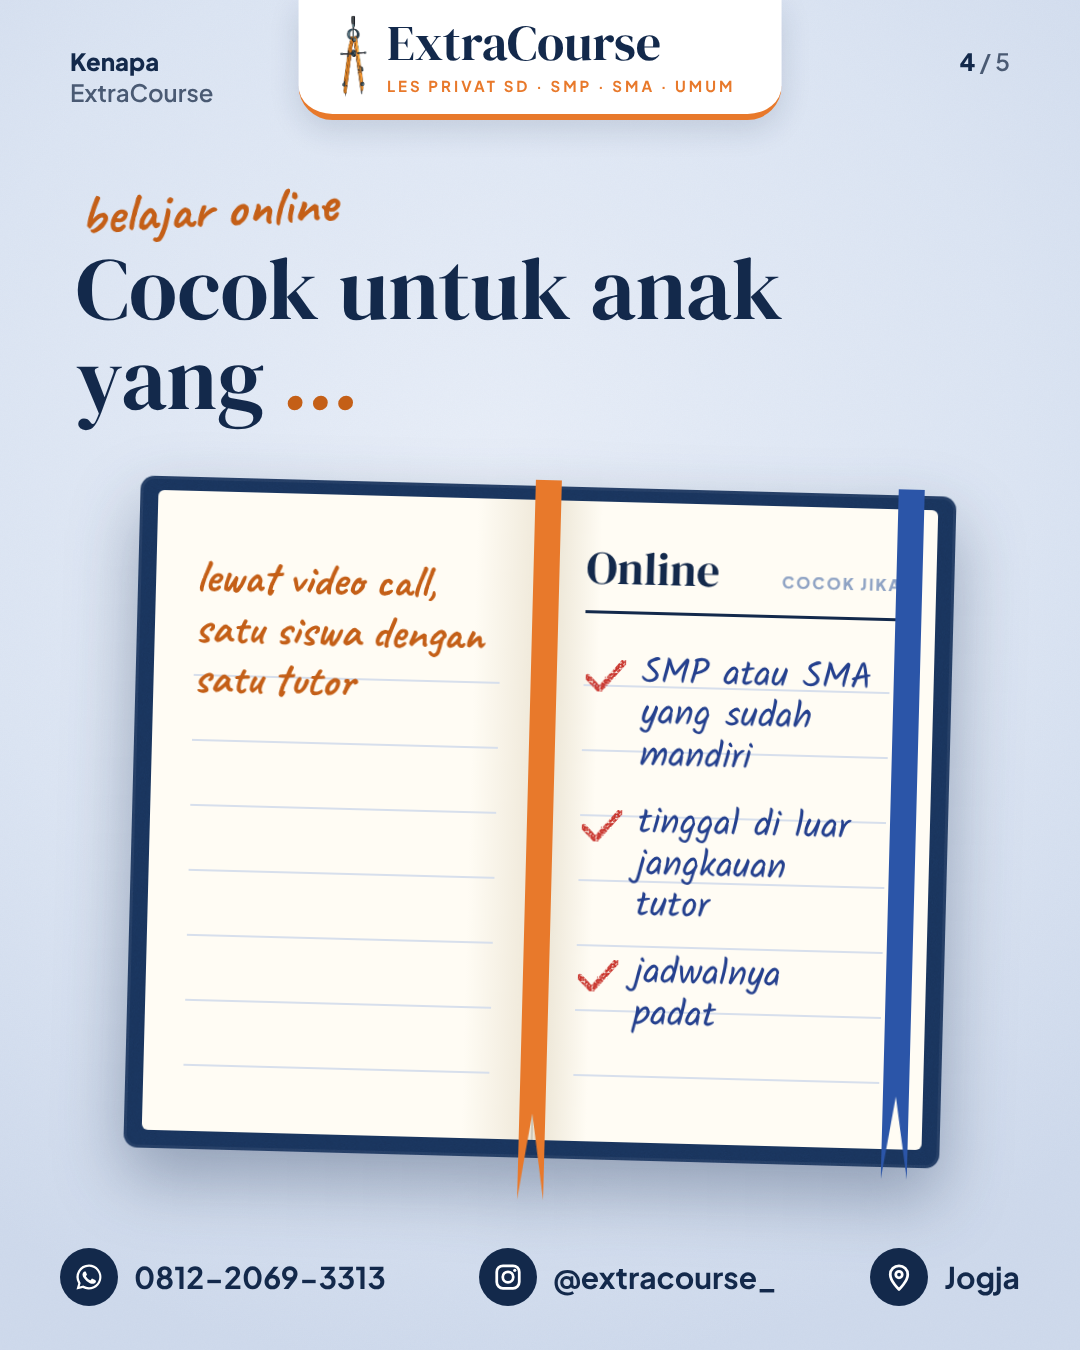 Kenapa
ExtraCourse
ExtraCourse
LES PRIVAT SD · SMP · SMA · UMUM
4 / 5
belajar online
Cocok untuk anak
yang ...
lewat video call,
satu siswa dengan
satu tutor
Online
COCOK JIKA
SMP atau SMA
yang sudah
mandiri
tinggal di luar
jangkauan
tutor
jadwalnya
padat
0812-2069-3313
@extracourse_
Jogja